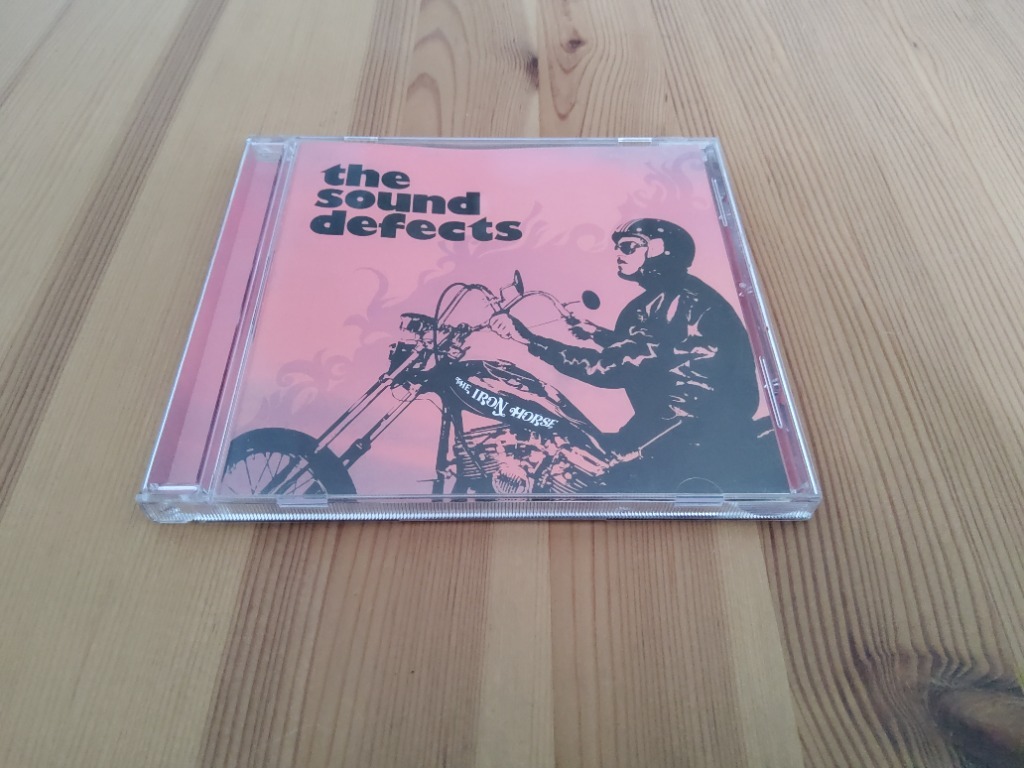 the
sound
defects
THE IRON HORSE